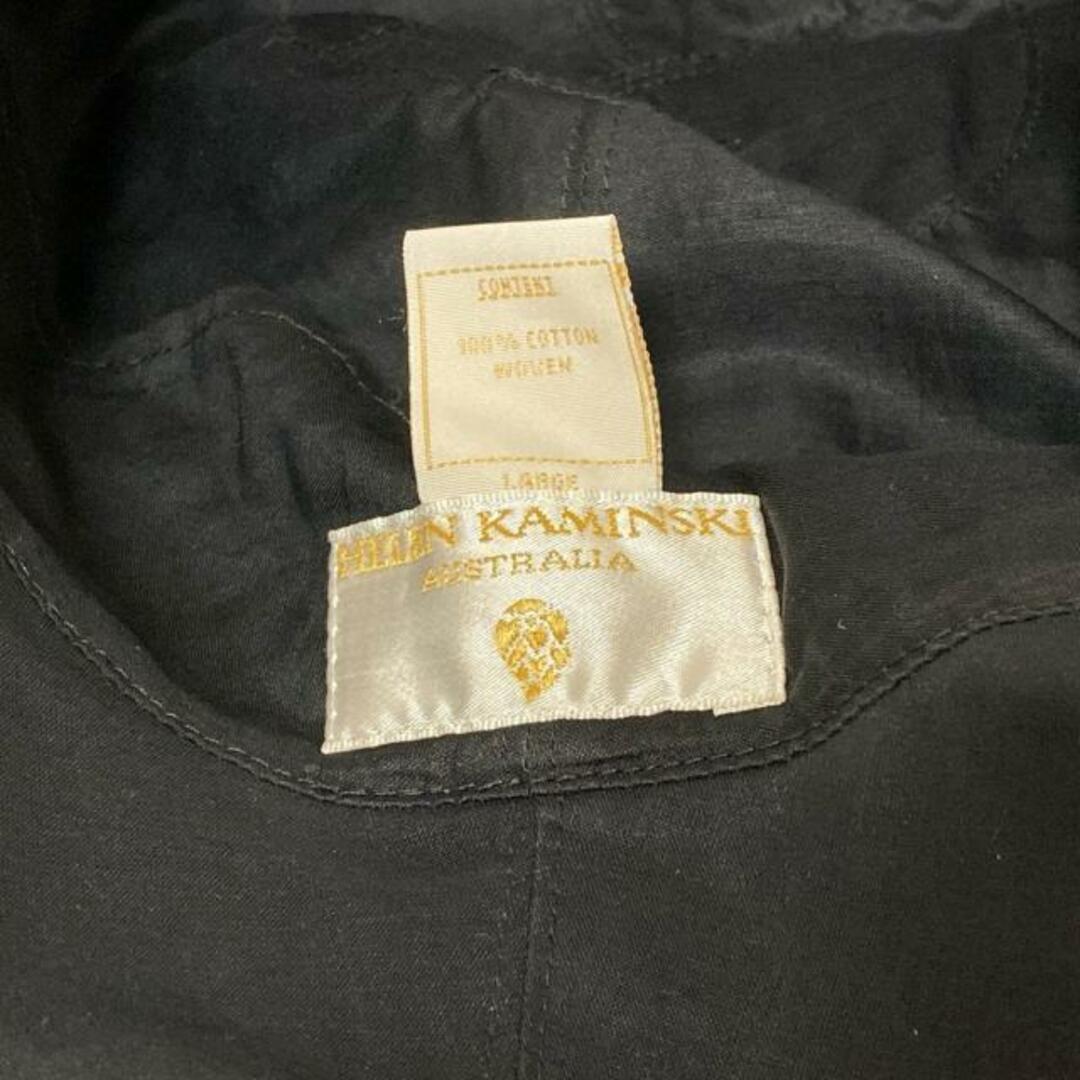 CONTENT
100% COTTON
WOVEN
LARGE
HELEN KAMINSKI
AUSTRALIA